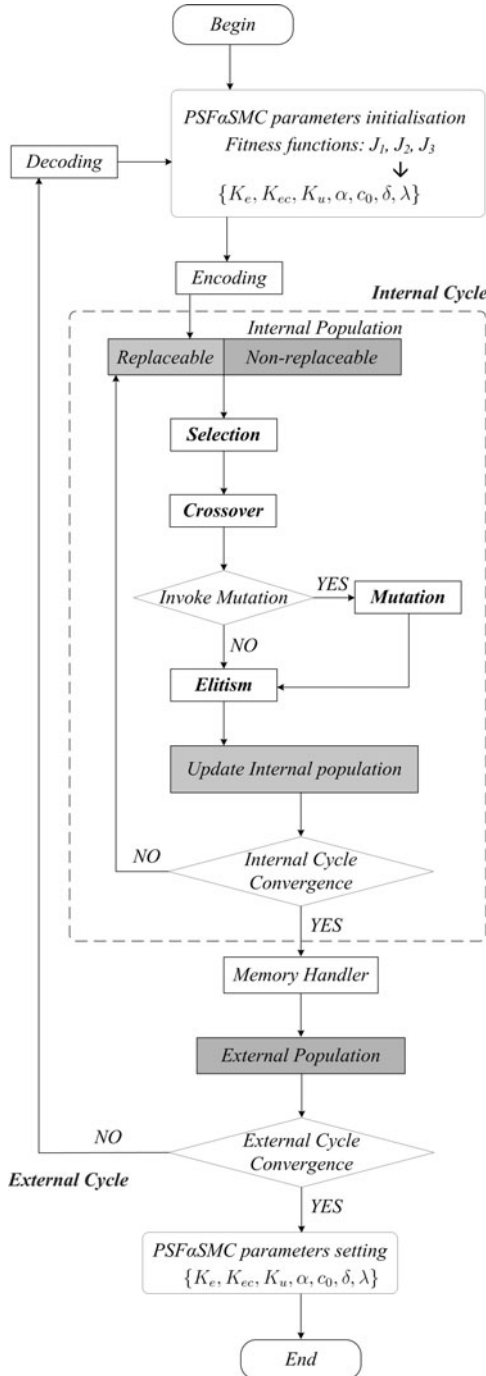 Begin
PSFαSMC parameters initialisation
Fitness functions: J1, J2, J3
{Ke, Kec, Ku, α, c0, δ, λ}
Decoding
Encoding
Internal Cycle
Internal Population
Replaceable
Non-replaceable
Selection
Crossover
Invoke Mutation
YES
Mutation
NO
Elitism
Update Internal population
NO
Internal Cycle
Convergence
YES
Memory Handler
External Population
NO
External Cycle
Convergence
External Cycle
YES
PSFαSMC parameters setting
{Ke, Kec, Ku, α, c0, δ, λ}
End